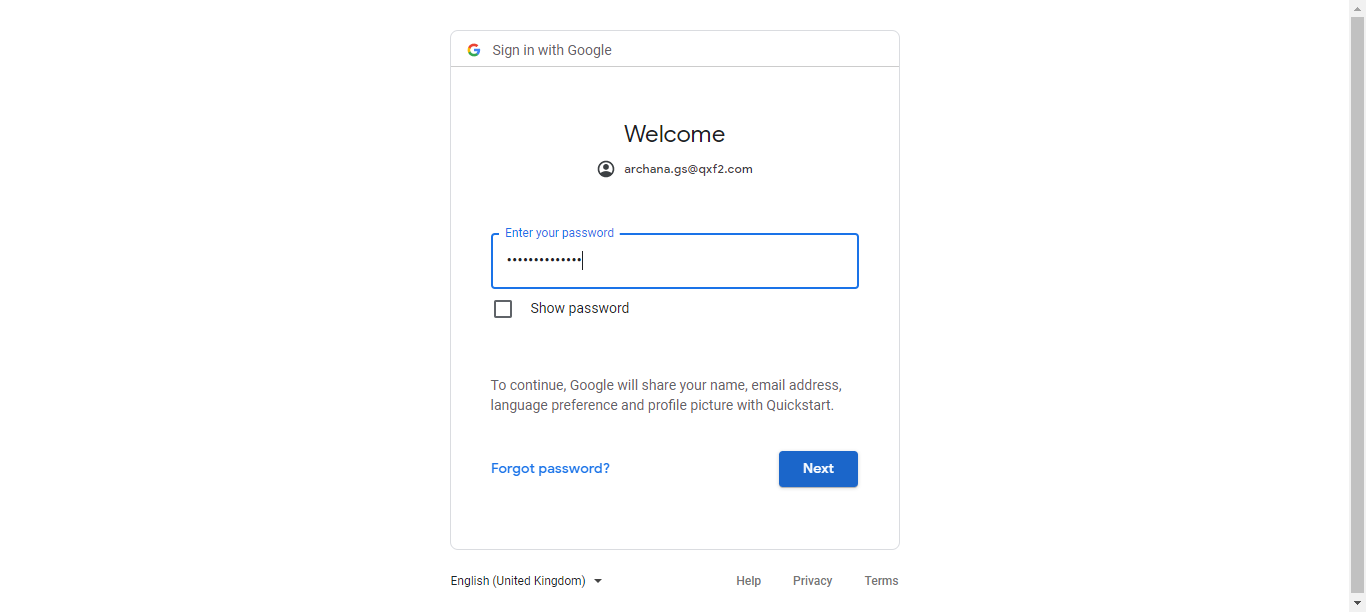 Sign in with Google
Welcome
archana.gs@qxf2.com
Enter your password
••••••••••••••
Show password
To continue, Google will share your name, email address,
language preference and profile picture with Quickstart.
Forgot password?
Next
English (United Kingdom)
Help Privacy Terms